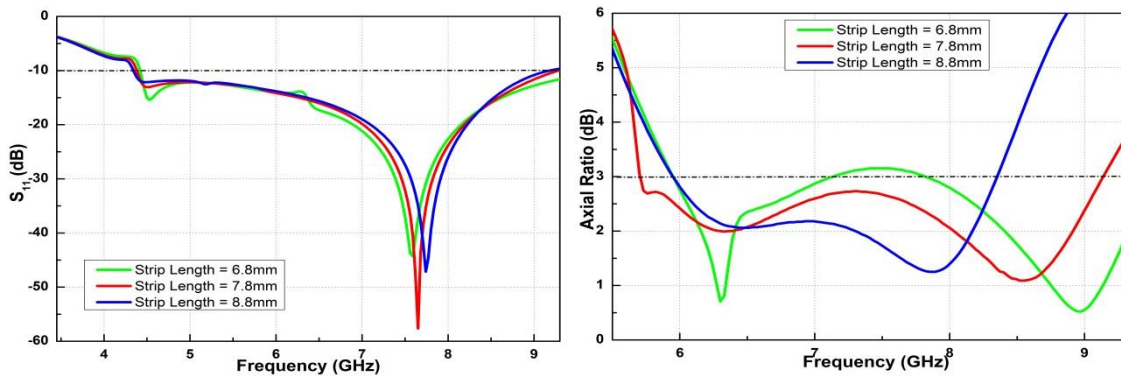 0
-10
-20
-30
-40
-50
-60
S11 (dB)
Strip Length = 6.8mm
Strip Length = 7.8mm
Strip Length = 8.8mm
4 5 6 7 8 9
Frequency (GHz)
6
5
4
3
2
1
0
Axial Ratio (dB)
Strip Length = 6.8mm
Strip Length = 7.8mm
Strip Length = 8.8mm
6 7 8 9
Frequency (GHz)